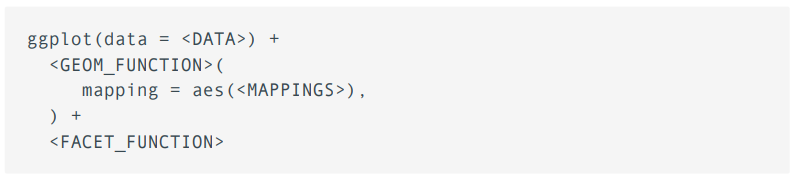 ggplot(data = <DATA>) +
  <GEOM_FUNCTION>(
     mapping = aes(<MAPPINGS>),
  ) +
  <FACET_FUNCTION>